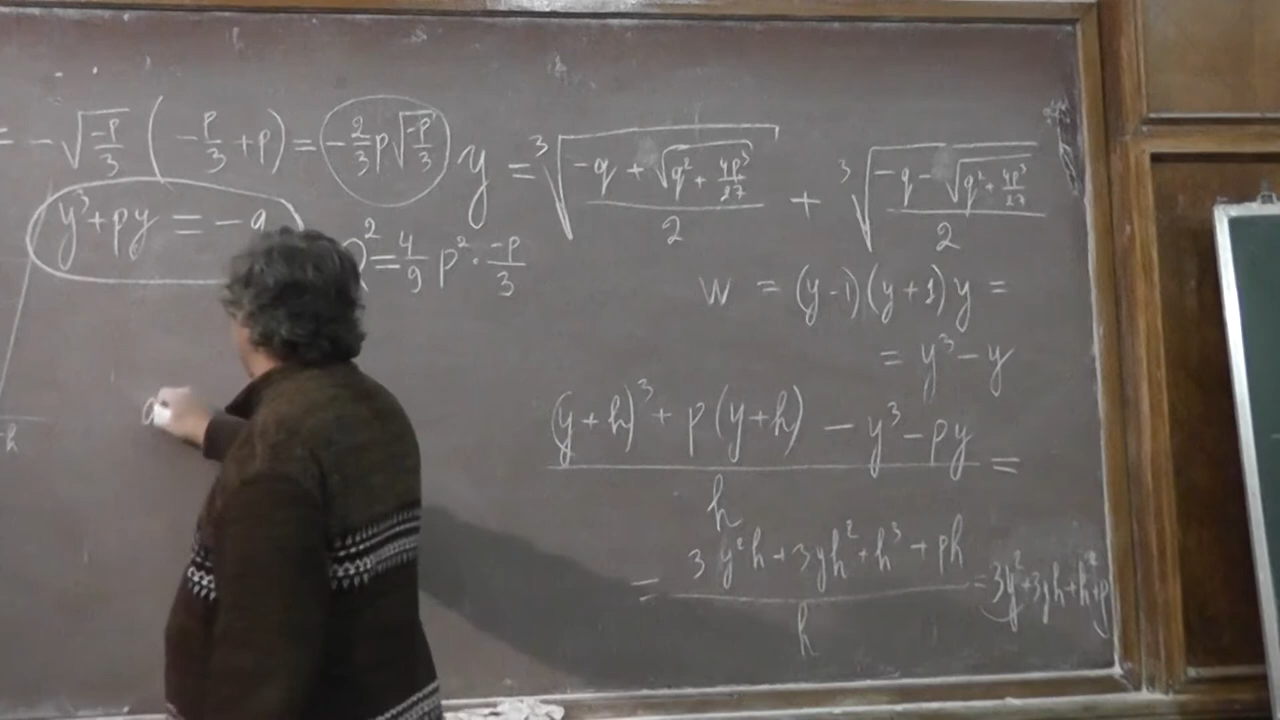 = -√(-p/3) (-p/3 + p) = -2/3 p √(-p/3)
y = ∛((-q + √(q² + 4p³/27))/2) + ∛((-q - √(q² + 4p³/27))/2)
y³ + py = -q
² = 4/9 p² · -p/3
w = (y-1)(y+1)y =
= y³ - y
((y+h)³ + p(y+h) - y³ - py)/h =
= (3y²h + 3yh² + h³ + ph)/h = 3y² + 3yh + h² + p
-h